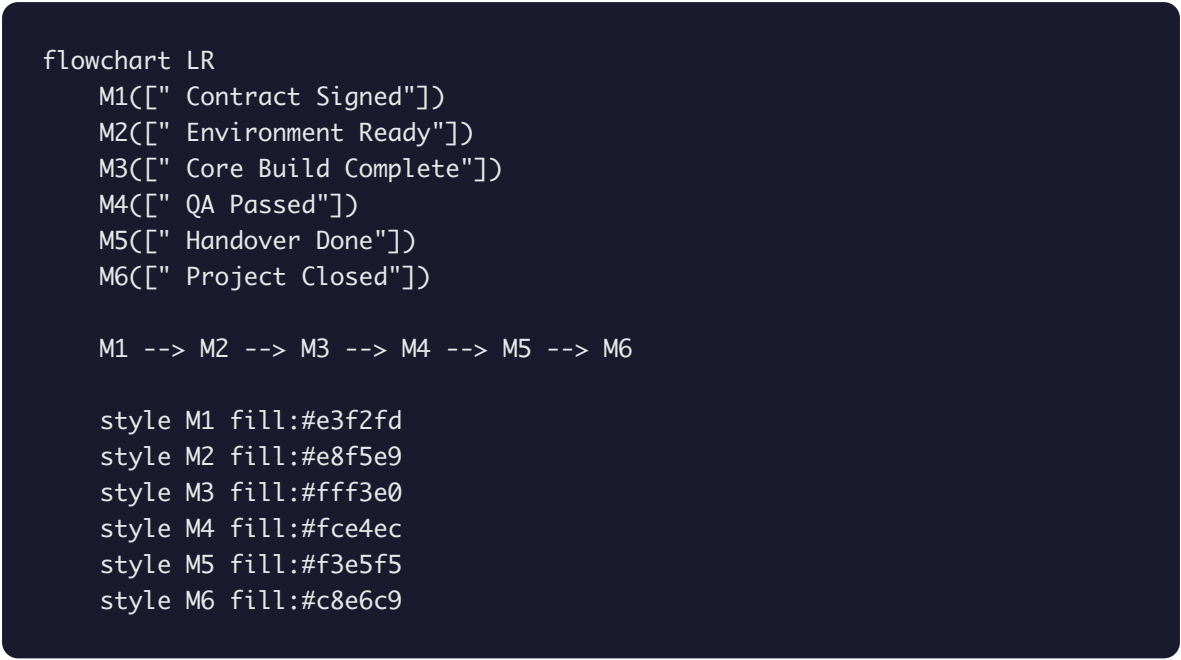 flowchart LR
    M1([" Contract Signed"])
    M2([" Environment Ready"])
    M3([" Core Build Complete"])
    M4([" QA Passed"])
    M5([" Handover Done"])
    M6([" Project Closed"])

    M1 --> M2 --> M3 --> M4 --> M5 --> M6

    style M1 fill:#e3f2fd
    style M2 fill:#e8f5e9
    style M3 fill:#fff3e0
    style M4 fill:#fce4ec
    style M5 fill:#f3e5f5
    style M6 fill:#c8e6c9